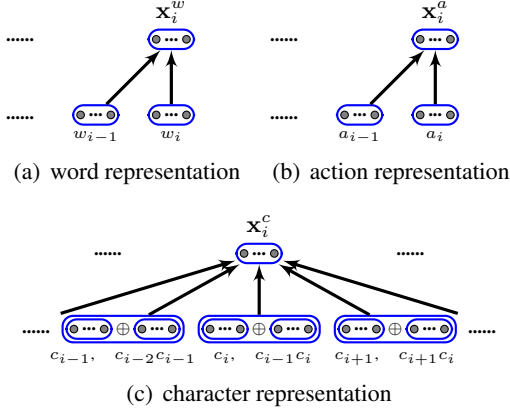 x_i^w x_i^a
...... ......
...... ......
w_{i−1} w_i a_{i−1} a_i
(a) word representation (b) action representation
x_i^c
...... ......
...... ⊕ ⊕ ⊕ ......
c_{i−1}, c_{i−2}c_{i−1} c_i, c_{i−1}c_i c_{i+1}, c_{i+1}c_i
(c) character representation